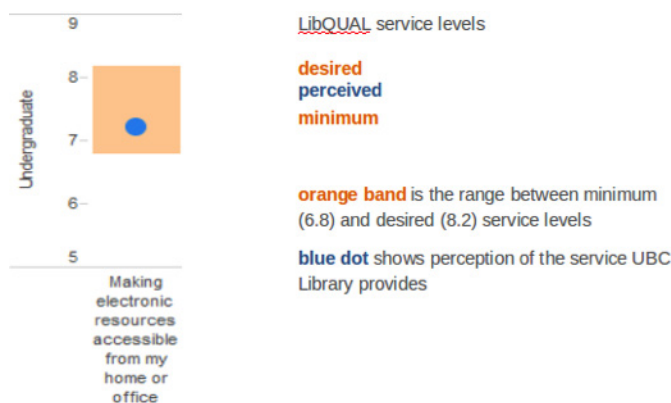 9
8
7
6
5
Undergraduate
Making
electronic
resources
accessible
from my
home or
office
LibQUAL service levels
desired
perceived
minimum
orange band is the range between minimum
(6.8) and desired (8.2) service levels
blue dot shows perception of the service UBC
Library provides